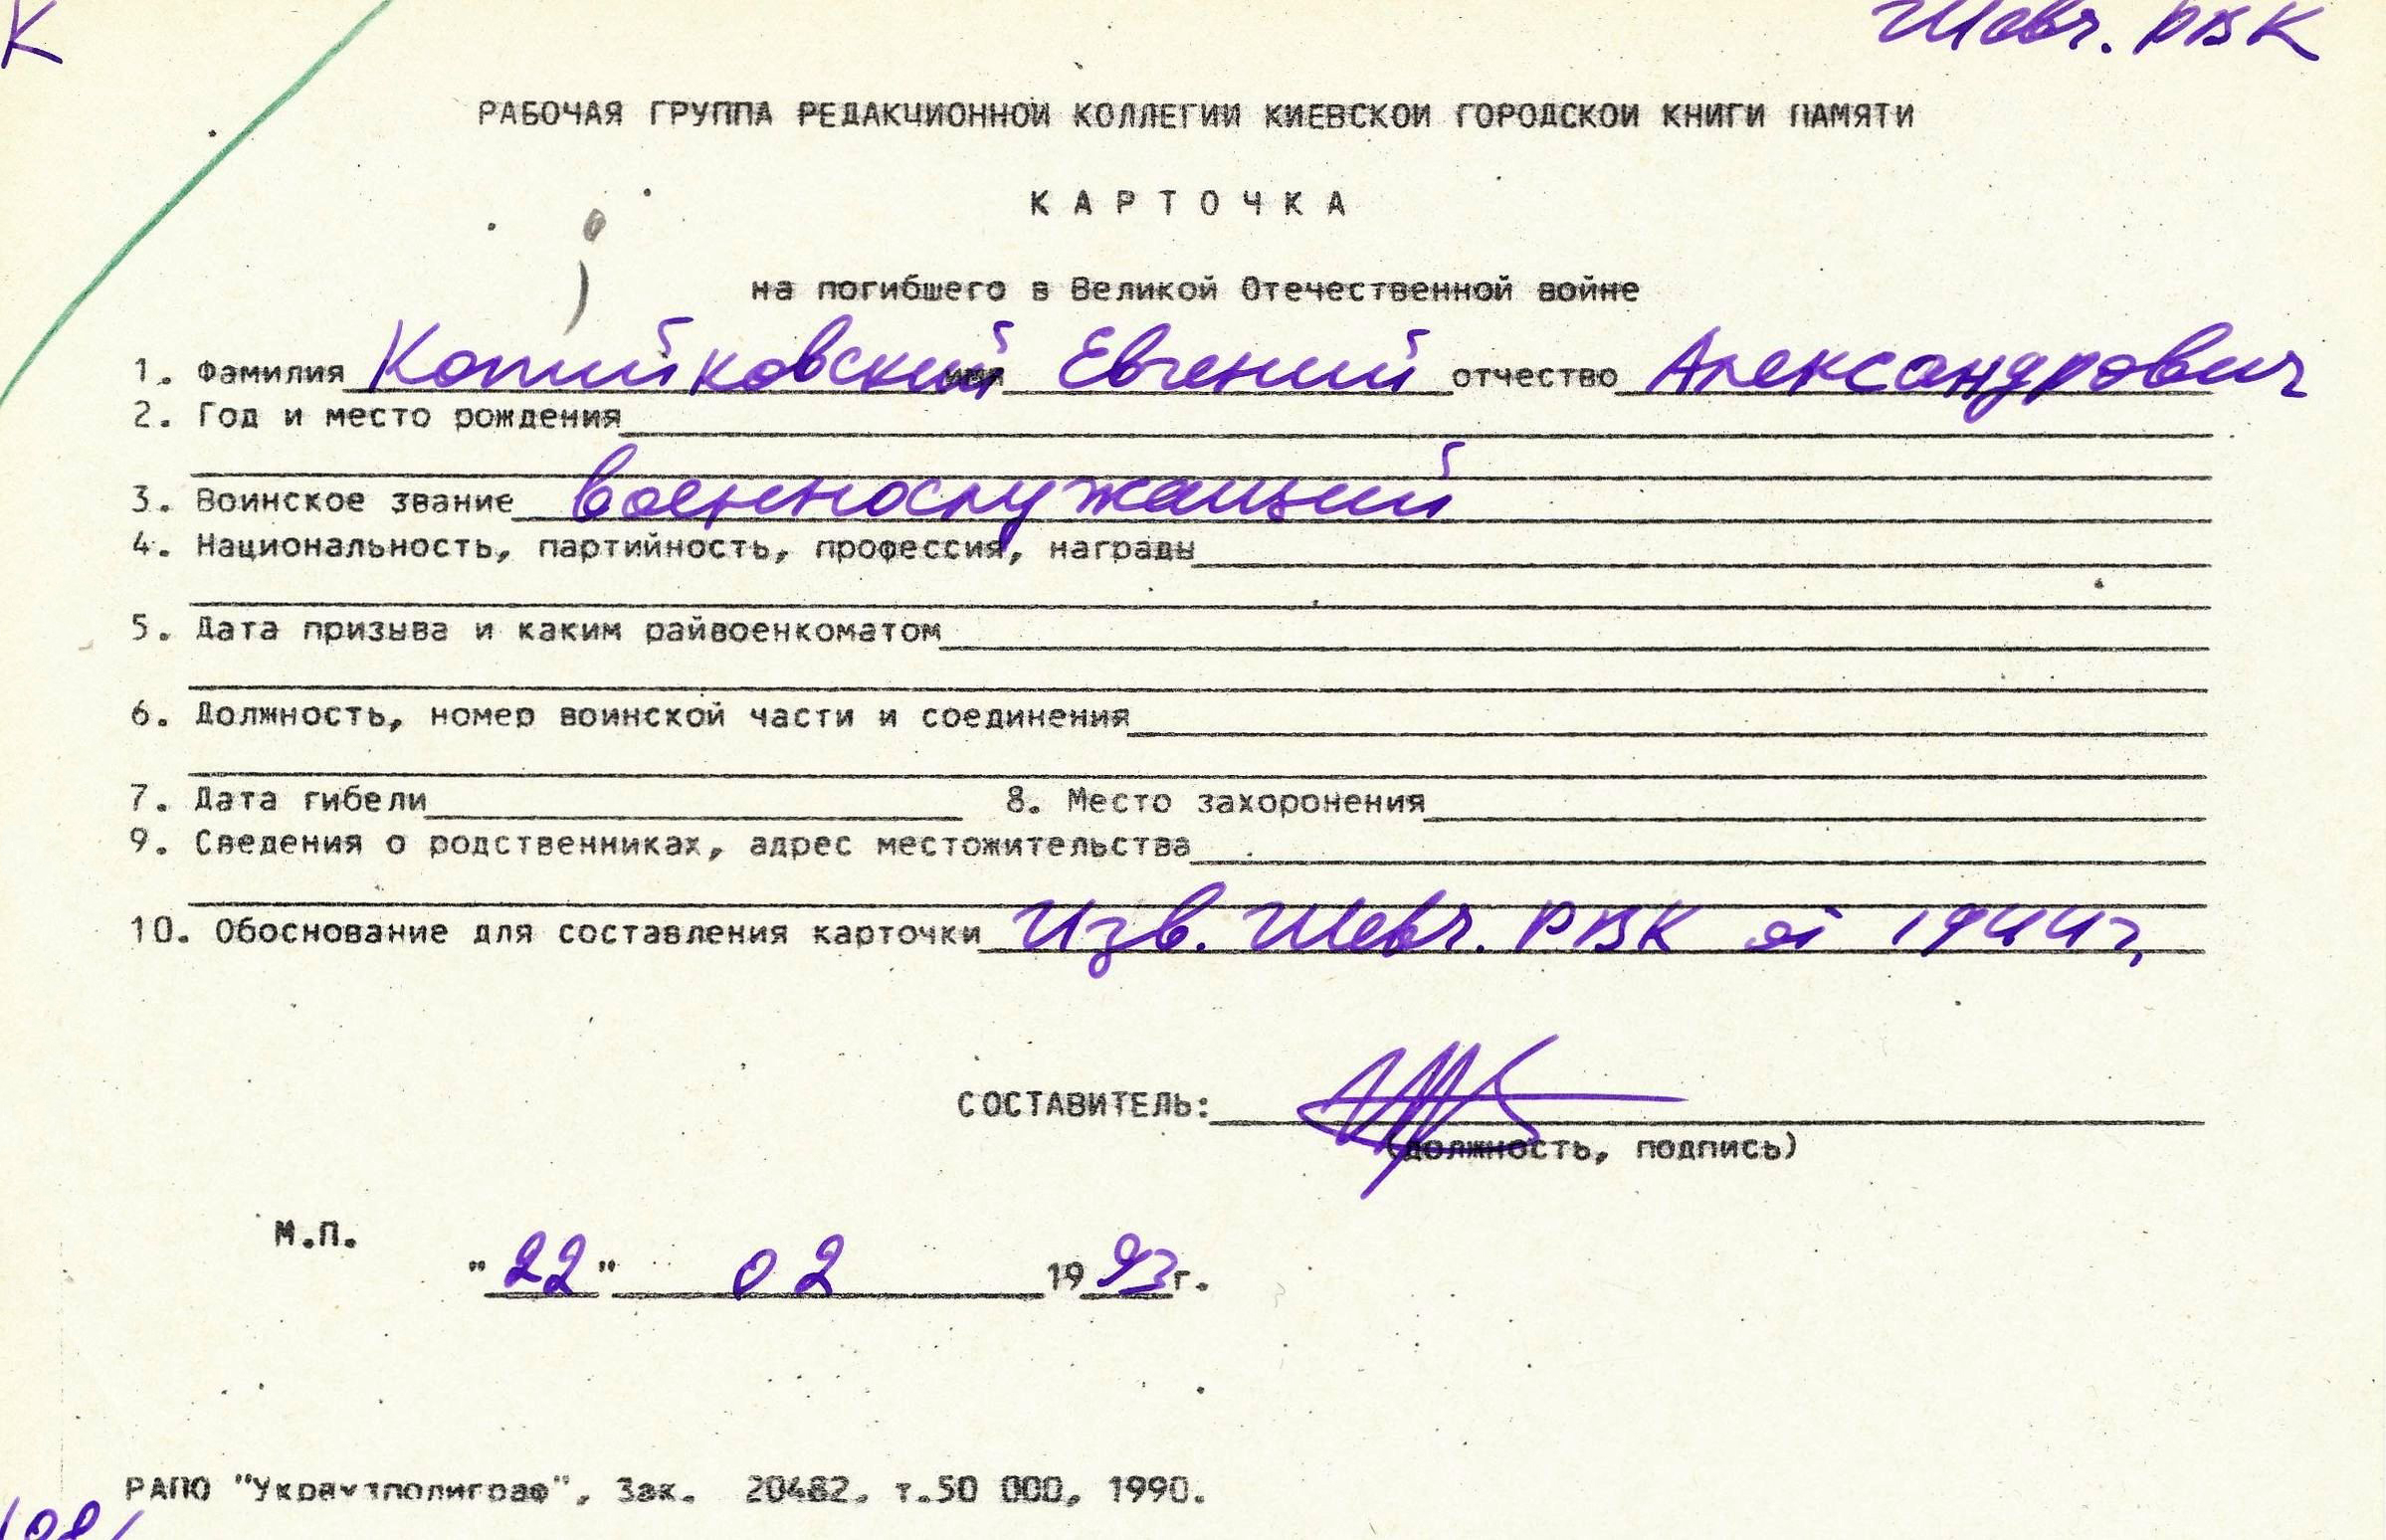 К Шевч. РВК
РАБОЧАЯ ГРУППА РЕДАКЦИОННОЙ КОЛЛЕГИИ КИЕВСКОЙ ГОРОДСКОЙ КНИГИ ПАМЯТИ
КАРТОЧКА
на погибшего в Великой Отечественной войне
1. Фамилия Копийковский имя Евгений отчество Александрович
2. Год и место рождения
3. Воинское звание военнослужащий
4. Национальность, партийность, профессия, награды
5. Дата призыва и каким райвоенкоматом
6. Должность, номер воинской части и соединения
7. Дата гибели 8. Место захоронения
9. Сведения о родственниках, адрес местожительства
10. Обоснование для составления карточки Изв. Шевч. РВК от 1944г,
СОСТАВИТЕЛЬ:
(должность, подпись)
М.П.
"22" 02 1993г.
РАПО "Укрвузполиграф", Зак. 20482. т.50 000, 1990.